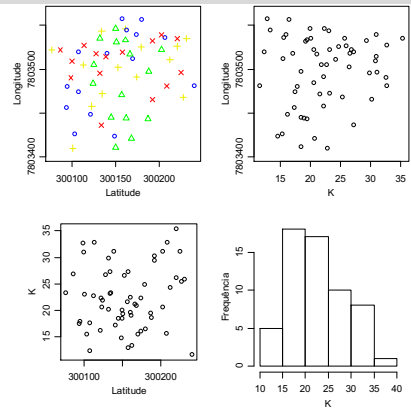 7803500
7803400
Longitude
300100 300150 300200
Latitude
7803500
7803400
Longitude
15 20 25 30 35
K
35
30
25
20
15
K
300100 300200
Latitude
15
10
5
0
Frequência
10 15 20 25 30 35 40
K